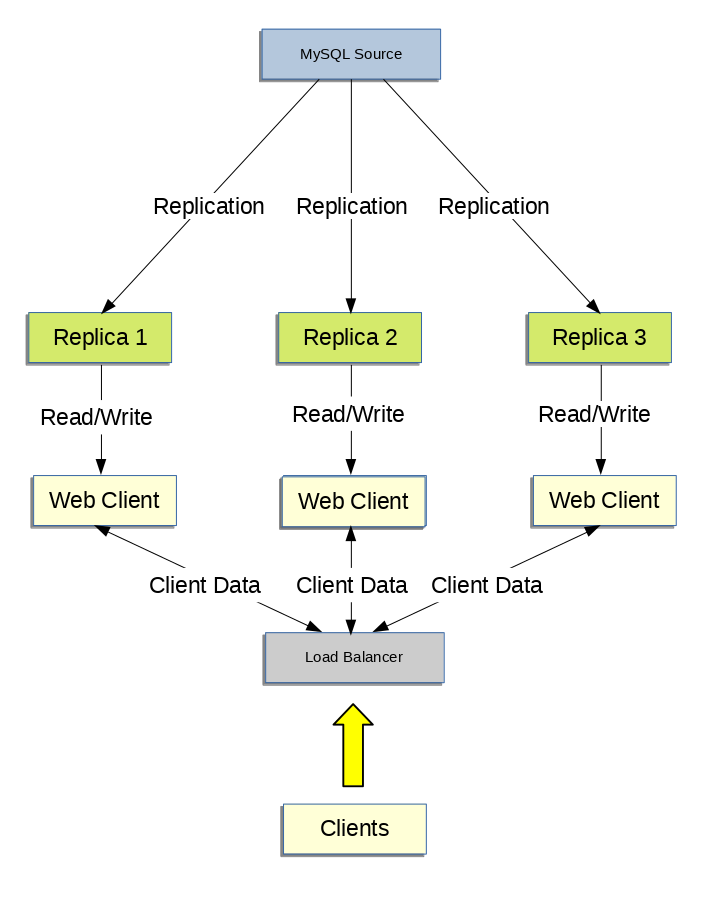 MySQL Source
Replication
Replication
Replication
Replica 1
Replica 2
Replica 3
Read/Write
Read/Write
Read/Write
Web Client
Web Client
Web Client
Client Data
Client Data
Client Data
Load Balancer
Clients